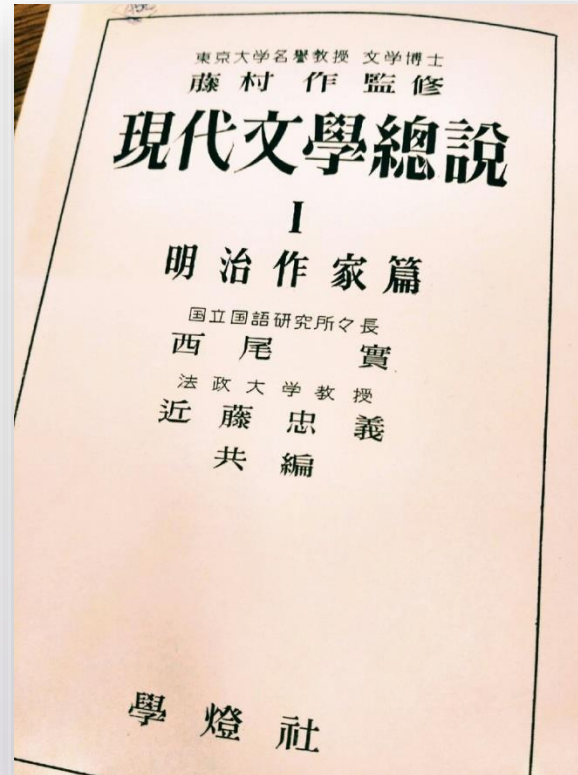 東京大学名譽教授 文学博士
藤村作監修
現代文學總說
I
明治作家篇
国立国語研究所々長
西尾實
法政大学教授
近藤忠義
共編
學燈社